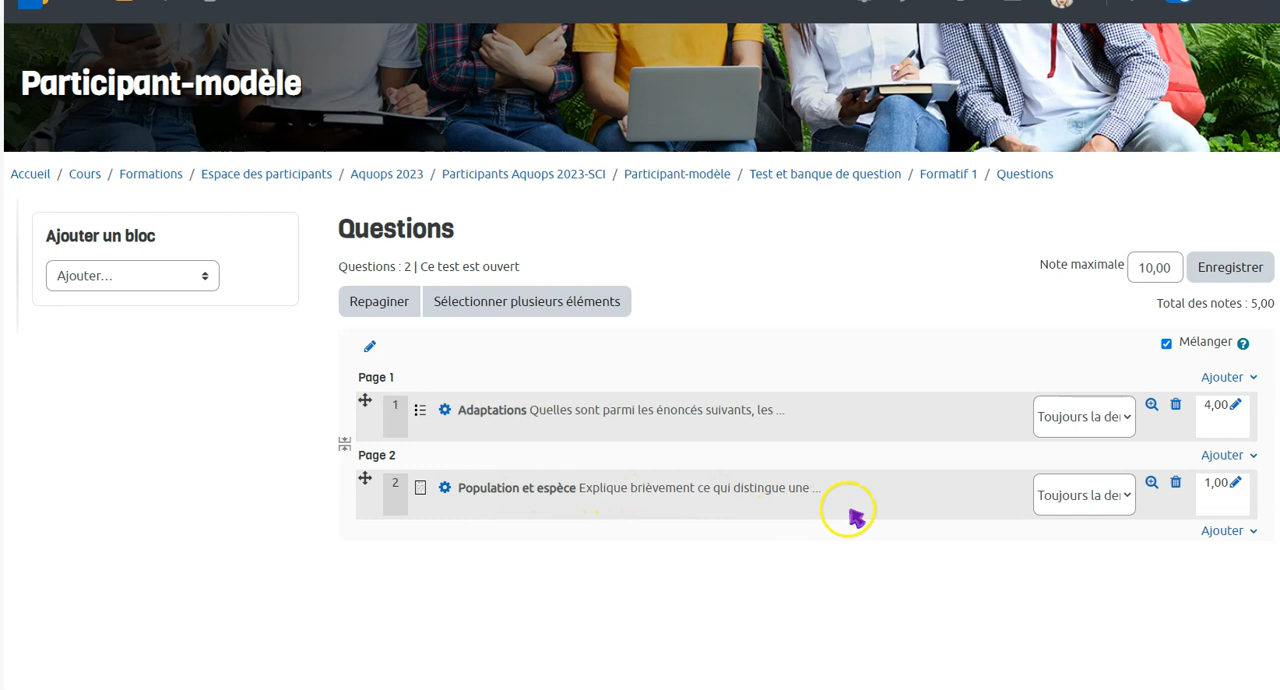 Participant-modèle
Accueil / Cours / Formations / Espace des participants / Aquops 2023 / Participants Aquops 2023-SCI / Participant-modèle / Test et banque de question / Formatif 1 / Questions
Ajouter un bloc
Ajouter...
Questions
Questions : 2 | Ce test est ouvert
Note maximale 10,00 Enregistrer
Repaginer Sélectionner plusieurs éléments
Total des notes : 5,00
Mélanger ?
Page 1 Ajouter
1 Adaptations Quelles sont parmi les énoncés suivants, les ... Toujours la de 4,00
Page 2 Ajouter
2 Population et espèce Explique brièvement ce qui distingue une ... Toujours la de 1,00
Ajouter